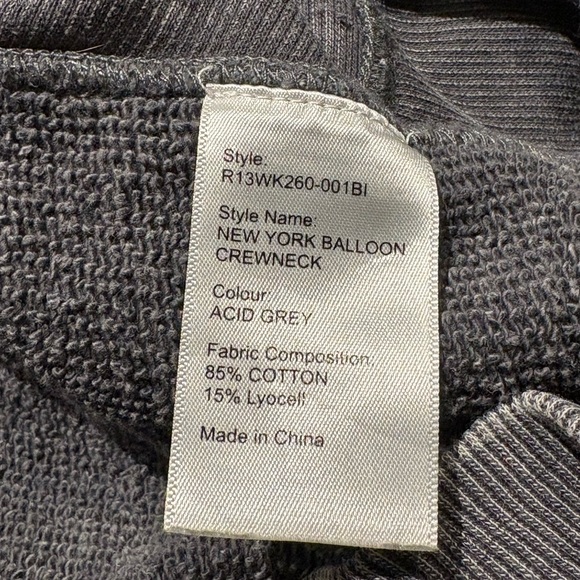 Style:
R13WK260-001BI
Style Name:
NEW YORK BALLOON
CREWNECK
Colour:
ACID GREY
Fabric Composition:
85% COTTON
15% Lyocell
Made in China